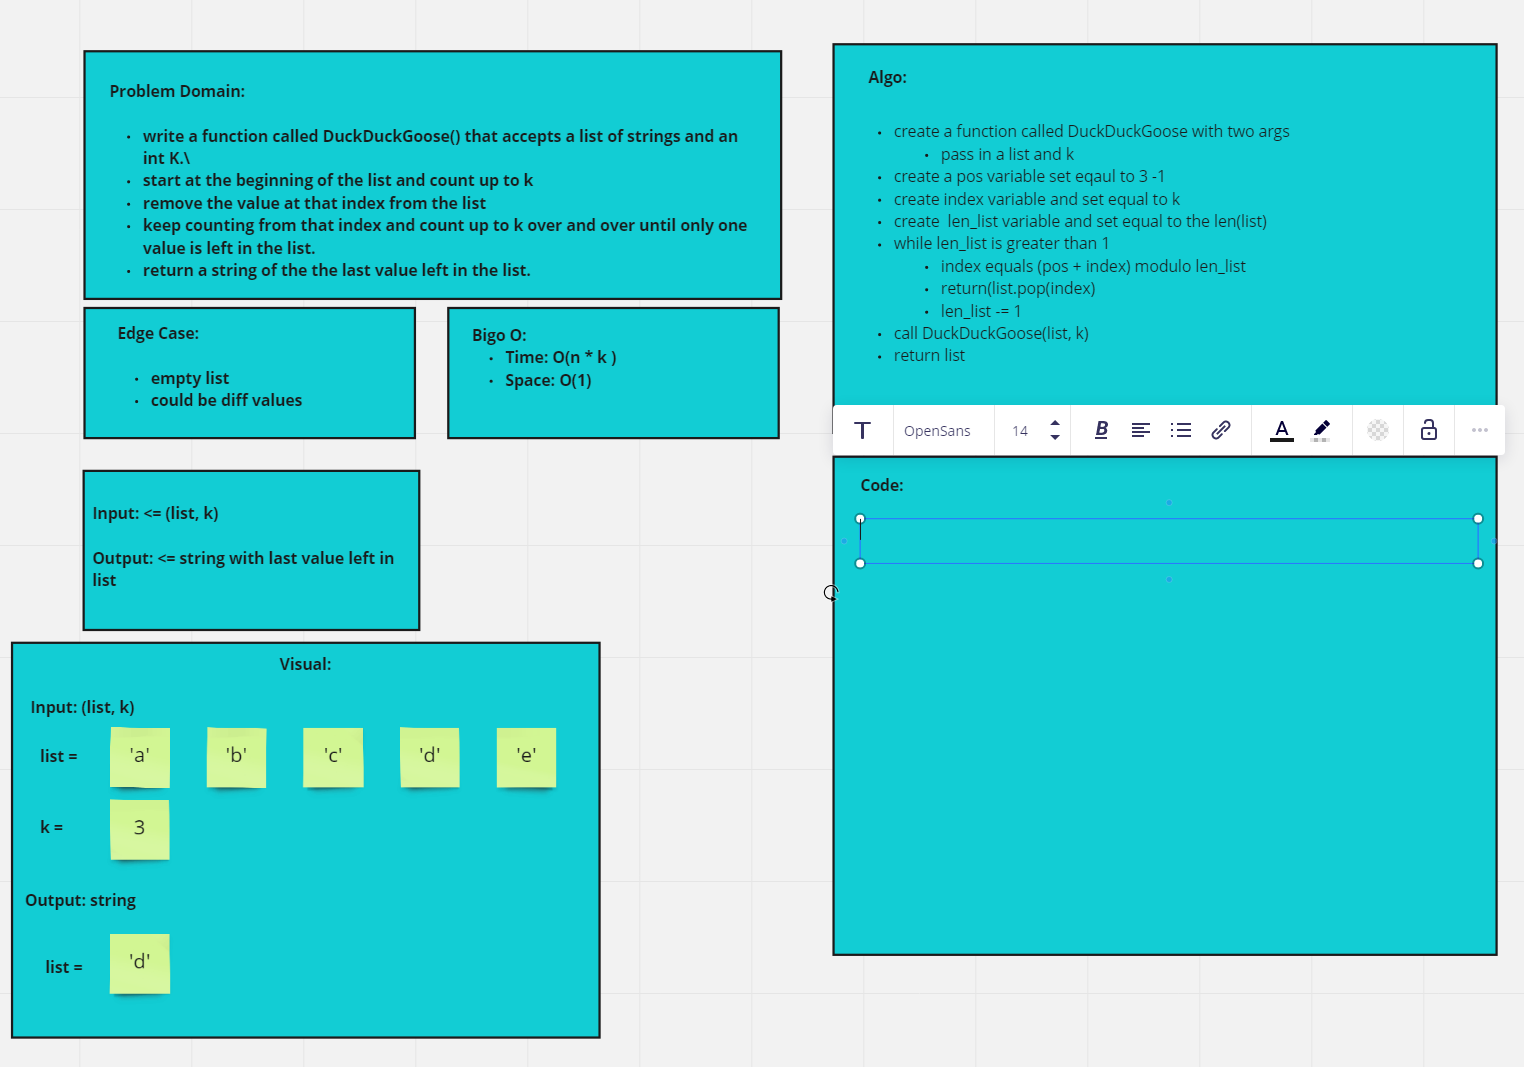 Problem Domain:
write a function called DuckDuckGoose() that accepts a list of strings and an
int K.\
start at the beginning of the list and count up to k
remove the value at that index from the list
keep counting from that index and count up to k over and over until only one
value is left in the list.
return a string of the the last value left in the list.
Edge Case:
empty list
could be diff values
Bigo O:
Time: O(n * k )
Space: O(1)
Input: <= (list, k)
Output: <= string with last value left in
list
Visual:
Input: (list, k)
list = 'a' 'b' 'c' 'd' 'e'
k = 3
Output: string
list = 'd'
Algo:
create a function called DuckDuckGoose with two args
pass in a list and k
create a pos variable set eqaul to 3 -1
create index variable and set equal to k
create len_list variable and set equal to the len(list)
while len_list is greater than 1
index equals (pos + index) modulo len_list
return(list.pop(index)
len_list -= 1
call DuckDuckGoose(list, k)
return list
T OpenSans 14 B A
Code: